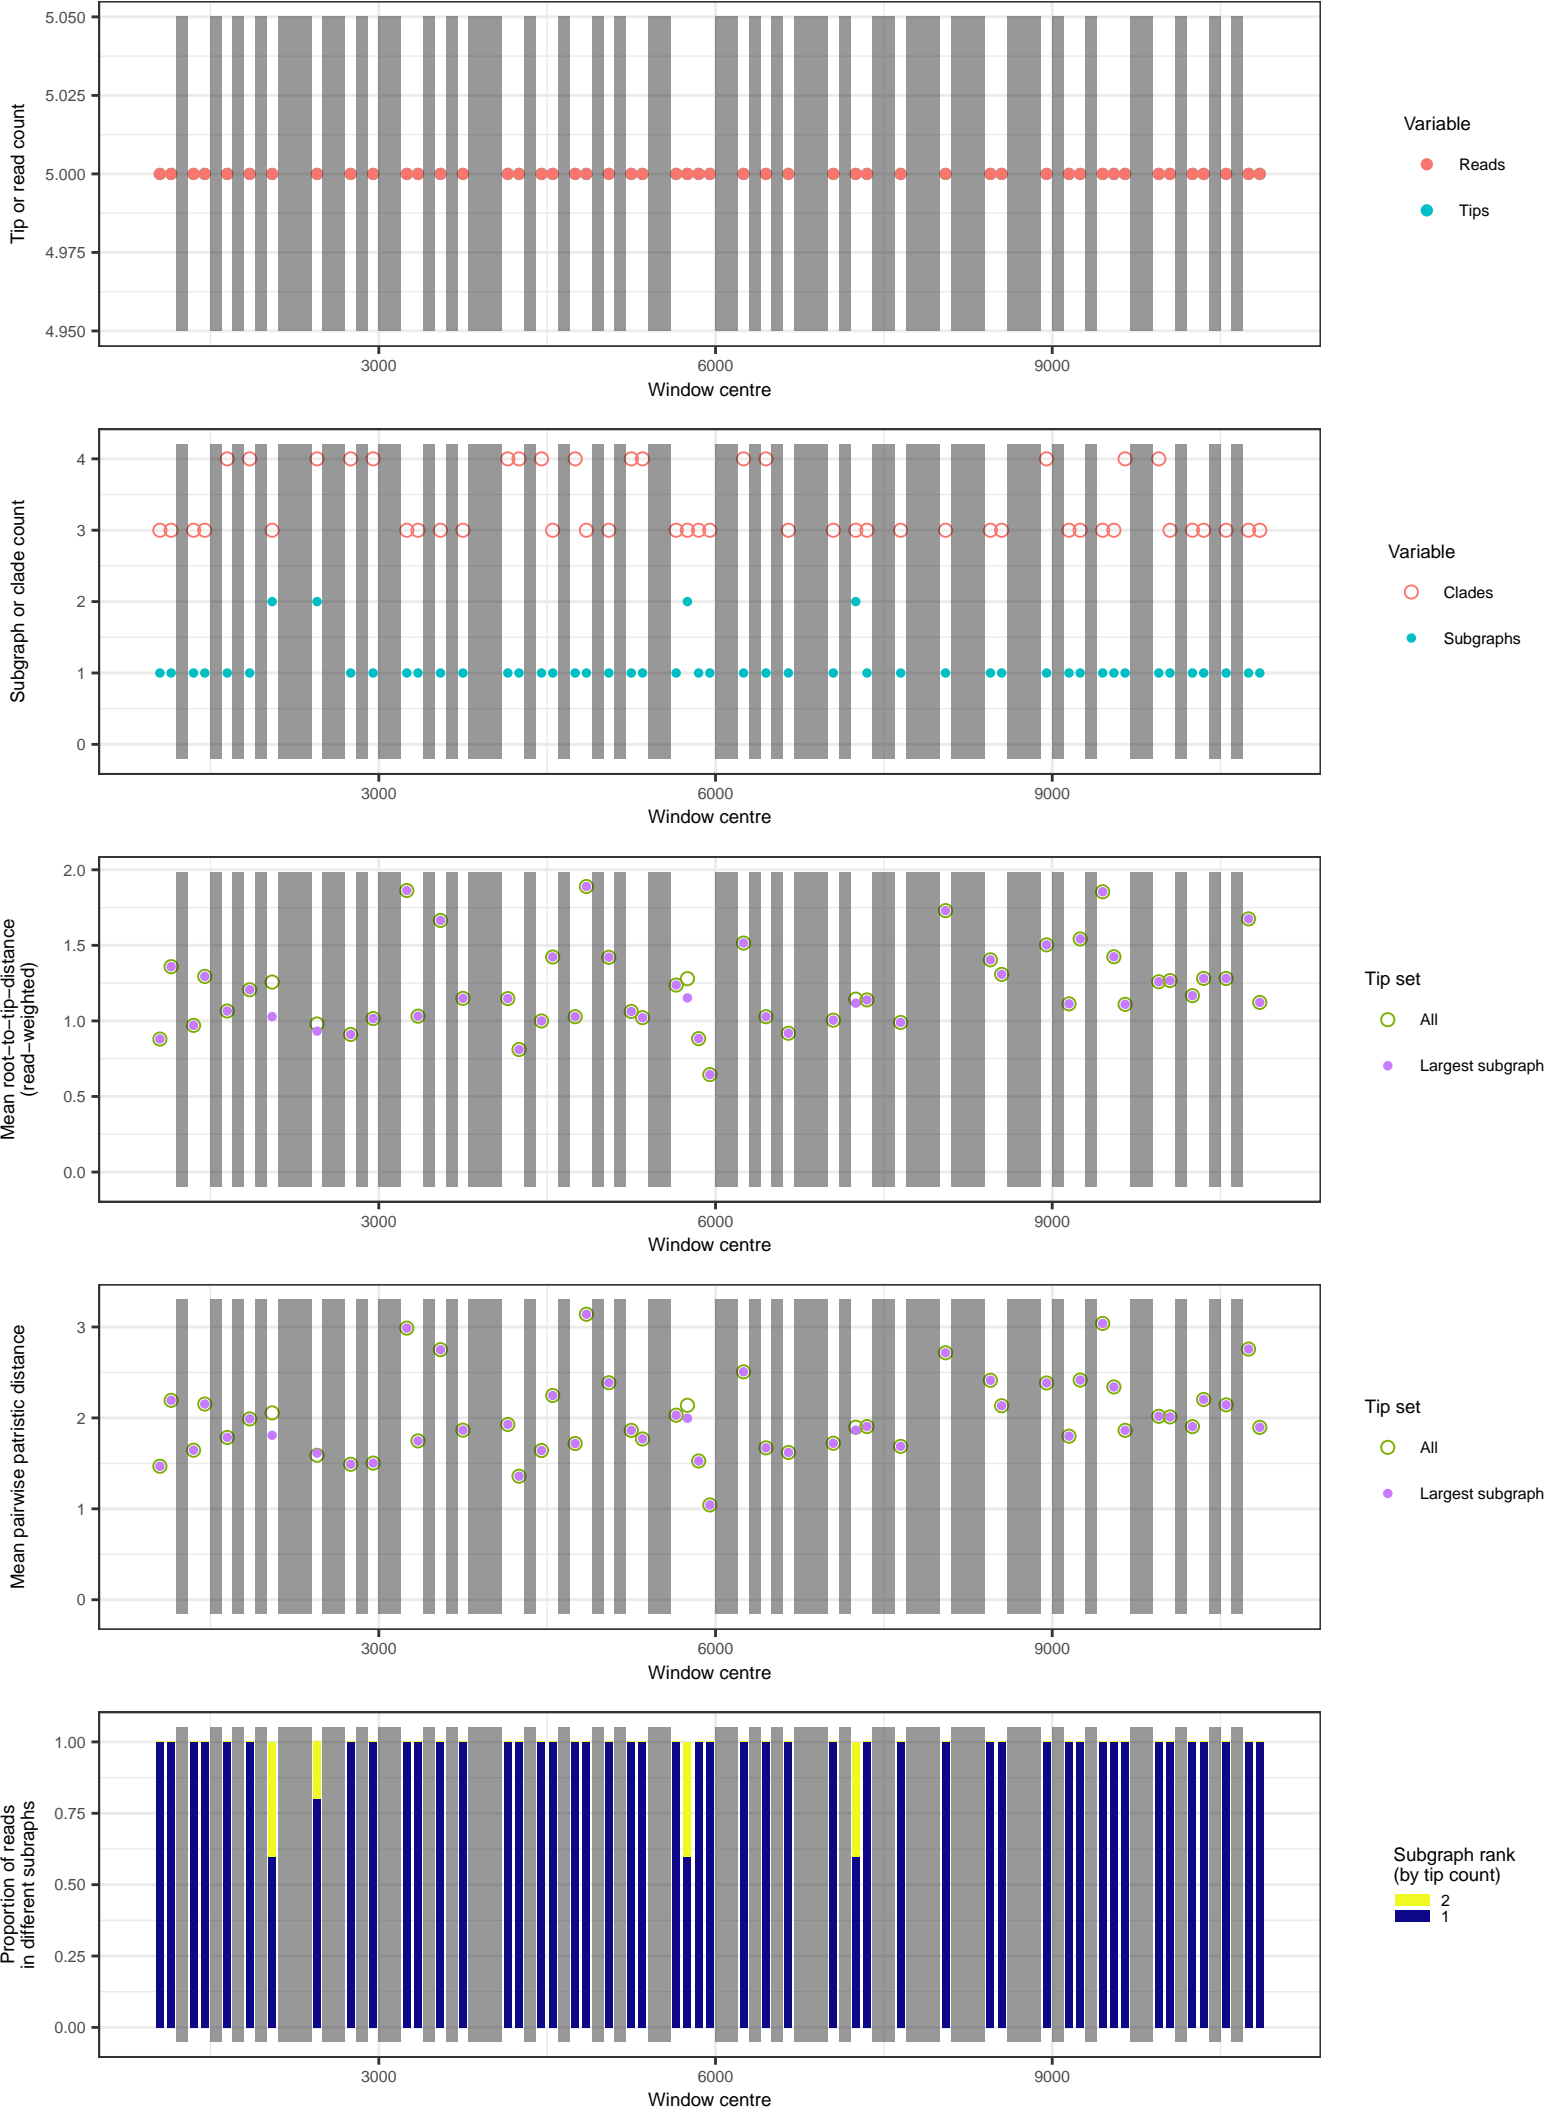 5.050
5.025
5.000
4.975
4.950
Tip or read count
3000
6000
9000
Window centre
Variable
Reads
Tips
4
3
2
1
0
Subgraph or clade count
3000
6000
9000
Window centre
Variable
Clades
Subgraphs
2.0
1.5
1.0
0.5
0.0
Mean root−to−tip−distance
(read−weighted)
3000
6000
9000
Window centre
Tip set
All
Largest subgraph
3
2
1
0
Mean pairwise patristic distance
3000
6000
9000
Window centre
Tip set
All
Largest subgraph
1.00
0.75
0.50
0.25
0.00
Proportion of reads
in different subraphs
3000
6000
9000
Window centre
Subgraph rank
(by tip count)
2
1